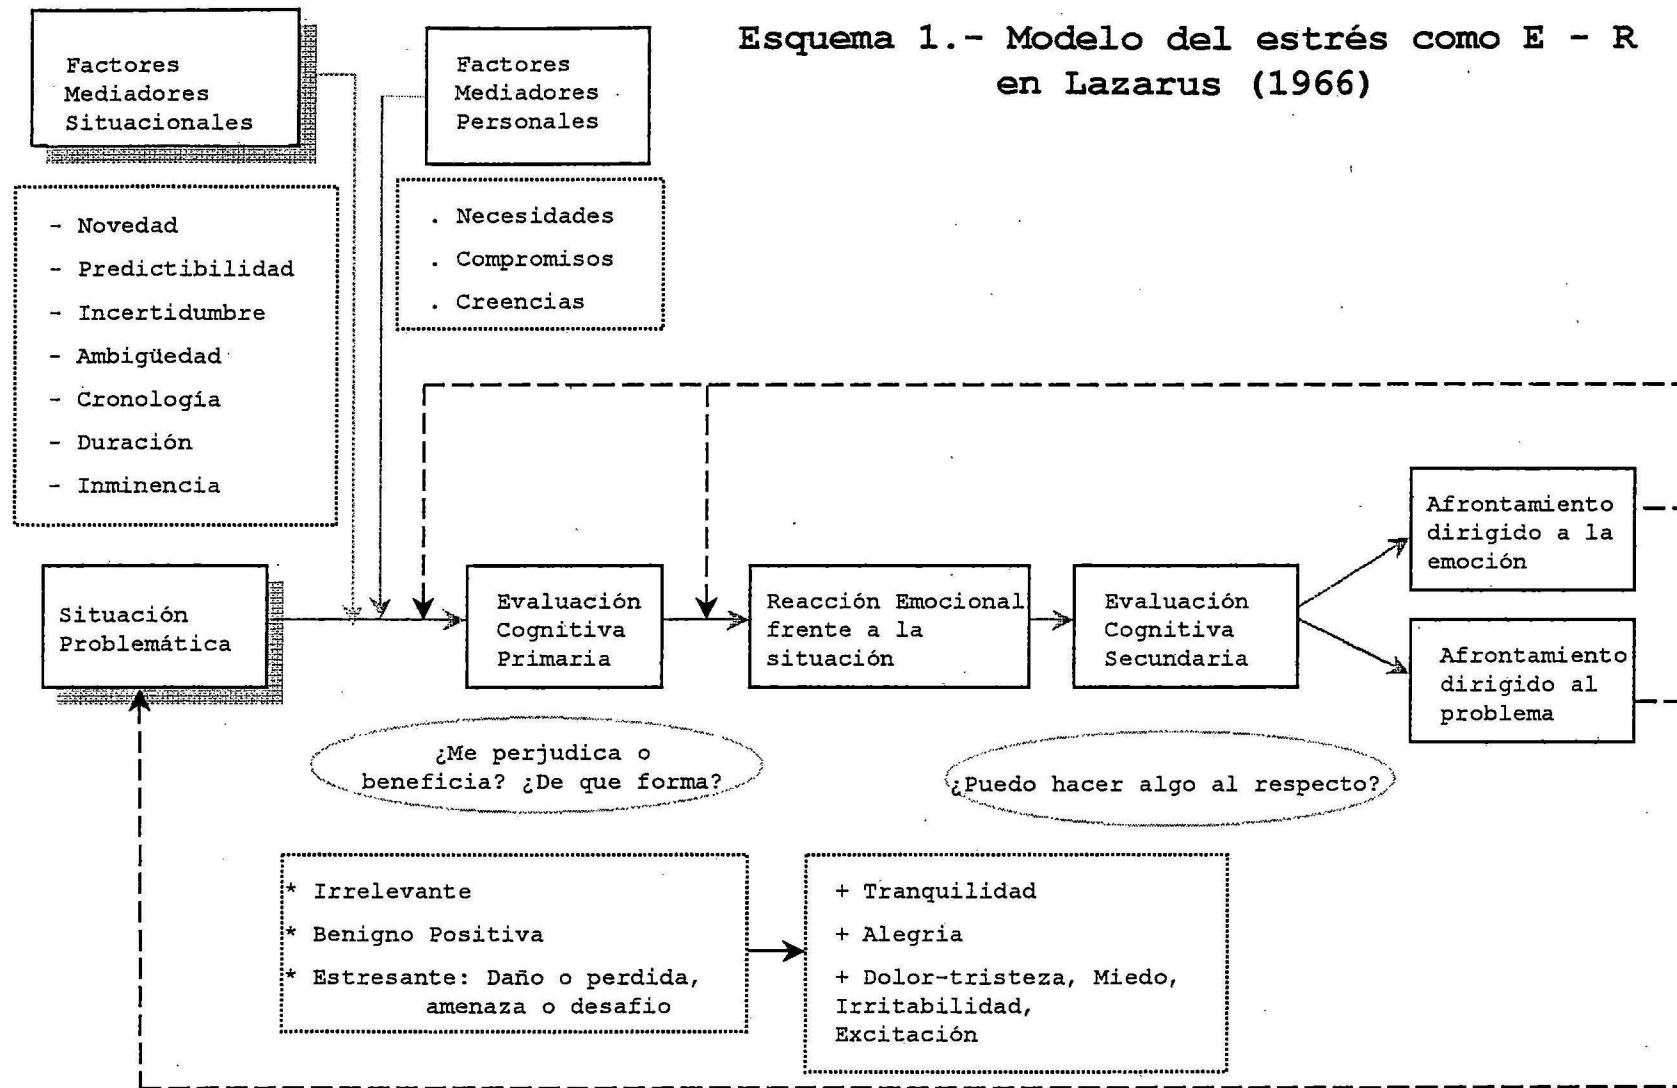 Esquema 1.- Modelo del estrés como E - R
en Lazarus (1966)
Factores
Mediadores
Situacionales
Factores
Mediadores
Personales
- Novedad
- Predictibilidad
- Incertidumbre
- Ambigüedad
- Cronología
- Duración
- Inminencia
. Necesidades
. Compromisos
. Creencias
Situación
Problemática
Evaluación
Cognitiva
Primaria
Reacción Emocional
frente a la
situación
Evaluación
Cognitiva
Secundaria
Afrontamiento
dirigido a la
emoción
Afrontamiento
dirigido al
problema
¿Me perjudica o
beneficia? ¿De que forma?
¿Puedo hacer algo al respecto?
* Irrelevante
* Benigno Positiva
* Estresante: Daño o perdida,
amenaza o desafio
+ Tranquilidad
+ Alegria
+ Dolor-tristeza, Miedo,
Irritabilidad,
Excitación